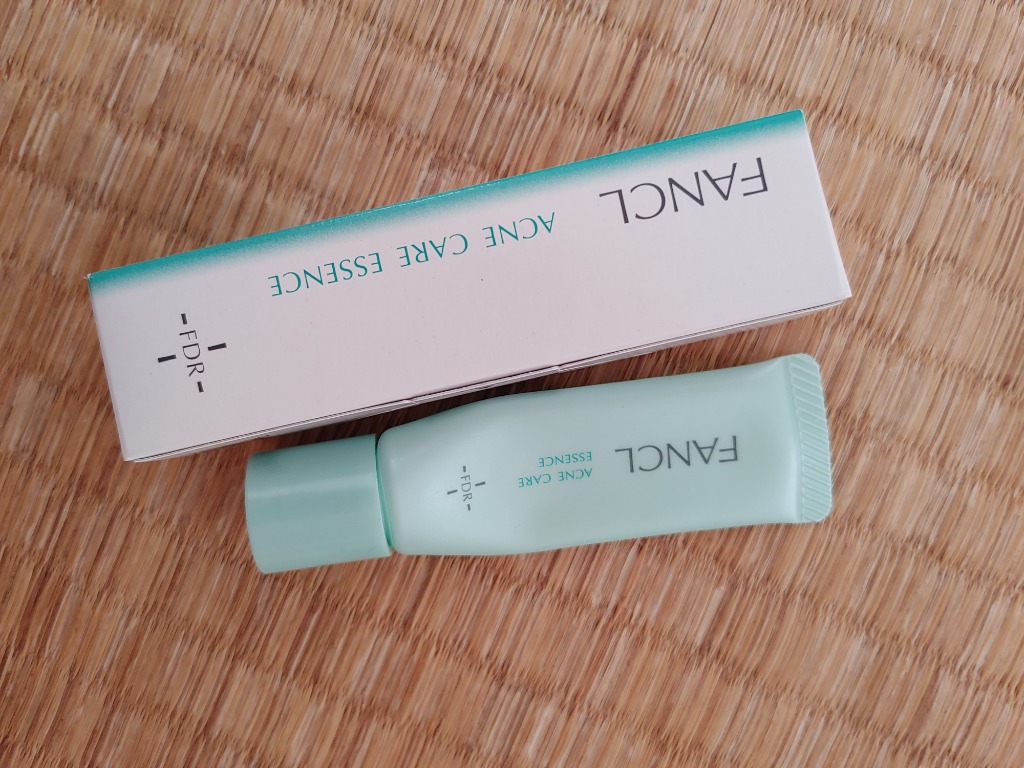 FANCL
ACNE CARE ESSENCE
FDR
FANCL
ACNE CARE
ESSENCE
FDR